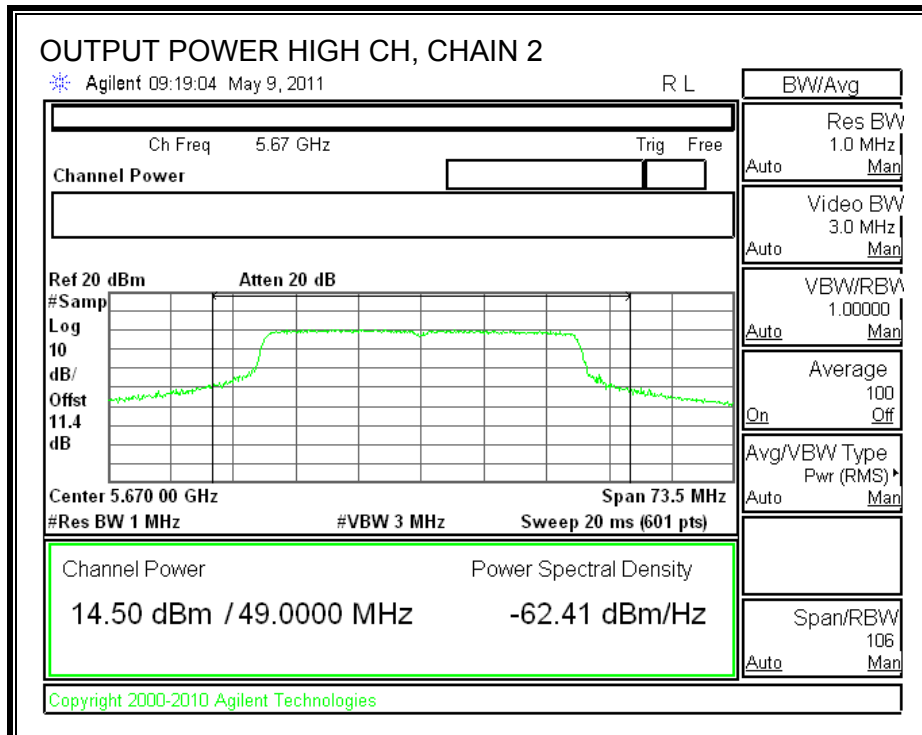 OUTPUT POWER HIGH CH, CHAIN 2
Agilent 09:19:04 May 9, 2011 R L
Ch Freq 5.67 GHz Trig Free
Channel Power
Ref 20 dBm Atten 20 dB
#Samp
Log
10
dB/
Offst
11.4
dB
Center 5.670 00 GHz Span 73.5 MHz
#Res BW 1 MHz #VBW 3 MHz Sweep 20 ms (601 pts)
Channel Power Power Spectral Density
14.50 dBm / 49.0000 MHz -62.41 dBm/Hz
Copyright 2000-2010 Agilent Technologies
BW/Avg
Res BW
1.0 MHz
Auto Man
Video BW
3.0 MHz
Auto Man
VBW/RBW
1.00000
Auto Man
Average
100
On Off
Avg/VBW Type
Pwr (RMS)
Auto Man
Span/RBW
106
Auto Man